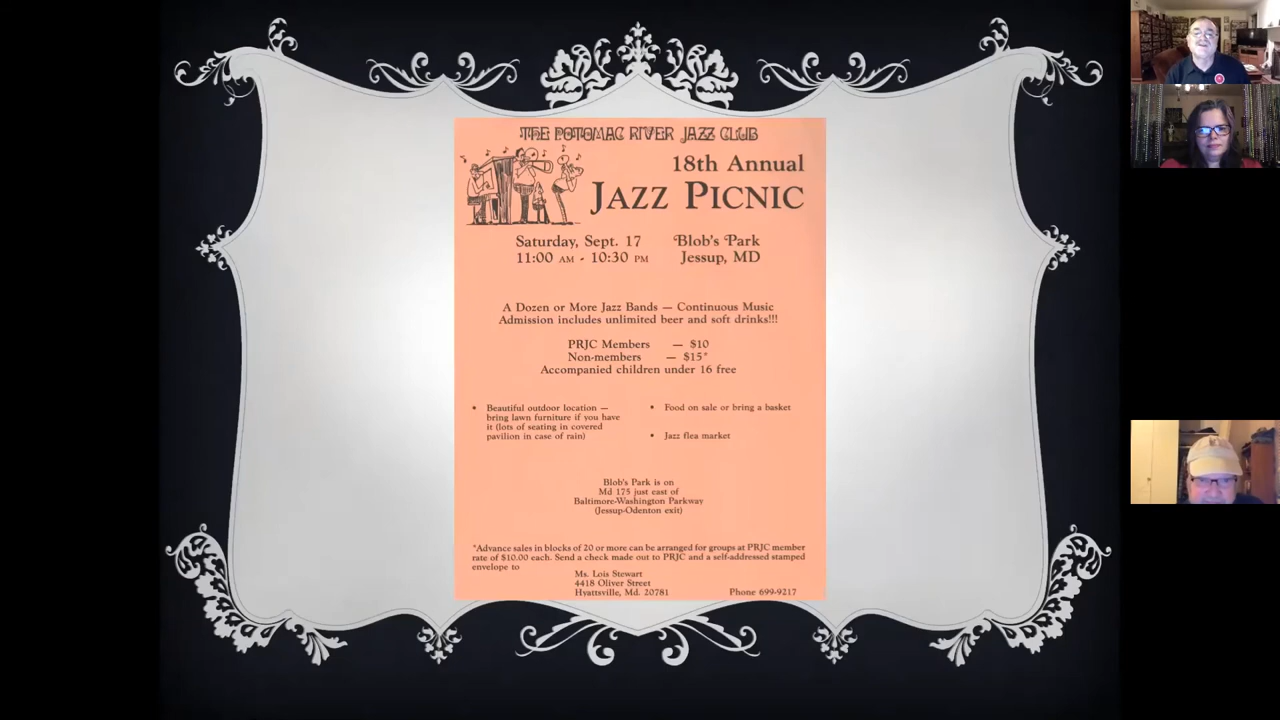 THE POTOMAC RIVER JAZZ CLUB
18th Annual
JAZZ PICNIC
Saturday, Sept. 17
11:00 AM - 10:30 PM
Blob's Park
Jessup, MD
A Dozen or More Jazz Bands — Continuous Music
Admission includes unlimited beer and soft drinks!!!
PRJC Members — $10
Non-members — $15*
Accompanied children under 16 free
• Beautiful outdoor location —
bring lawn furniture if you have
it (lots of seating in covered
pavilion in case of rain)
• Food on sale or bring a basket
• Jazz flea market
Blob's Park is on
Md 175 just east of
Baltimore-Washington Parkway
(Jessup-Odenton exit)
*Advance sales in blocks of 20 or more can be arranged for groups at PRJC member
rate of $10.00 each. Send a check made out to PRJC and a self-addressed stamped
envelope to
Ms. Lois Stewart
4418 Oliver Street
Hyattsville, Md. 20781
Phone 699-9217